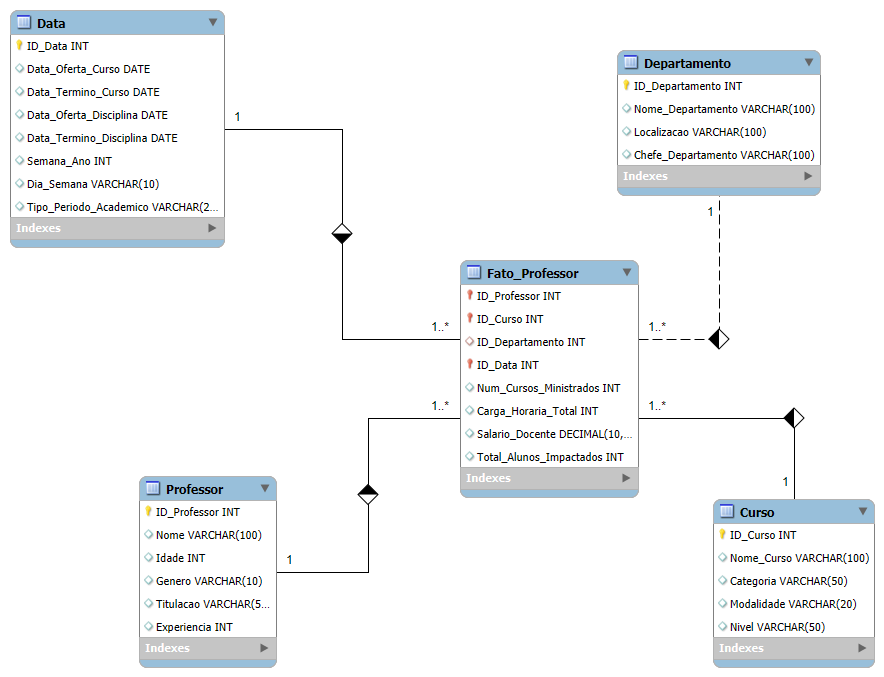 Data
ID_Data INT
Data_Oferta_Curso DATE
Data_Termino_Curso DATE
Data_Oferta_Disciplina DATE
Data_Termino_Disciplina DATE
Semana_Ano INT
Dia_Semana VARCHAR(10)
Tipo_Periodo_Academico VARCHAR(2...
Indexes
1
Departamento
ID_Departamento INT
Nome_Departamento VARCHAR(100)
Localizacao VARCHAR(100)
Chefe_Departamento VARCHAR(100)
Indexes
1
Fato_Professor
ID_Professor INT
ID_Curso INT
ID_Departamento INT
ID_Data INT
Num_Cursos_Ministrados INT
Carga_Horaria_Total INT
Salario_Docente DECIMAL(10,...
Total_Alunos_Impactados INT
Indexes
1..*
1..*
1..*
1..*
Professor
ID_Professor INT
Nome VARCHAR(100)
Idade INT
Genero VARCHAR(10)
Titulacao VARCHAR(5...
Experiencia INT
Indexes
1
1
Curso
ID_Curso INT
Nome_Curso VARCHAR(100)
Categoria VARCHAR(50)
Modalidade VARCHAR(20)
Nivel VARCHAR(50)
Indexes